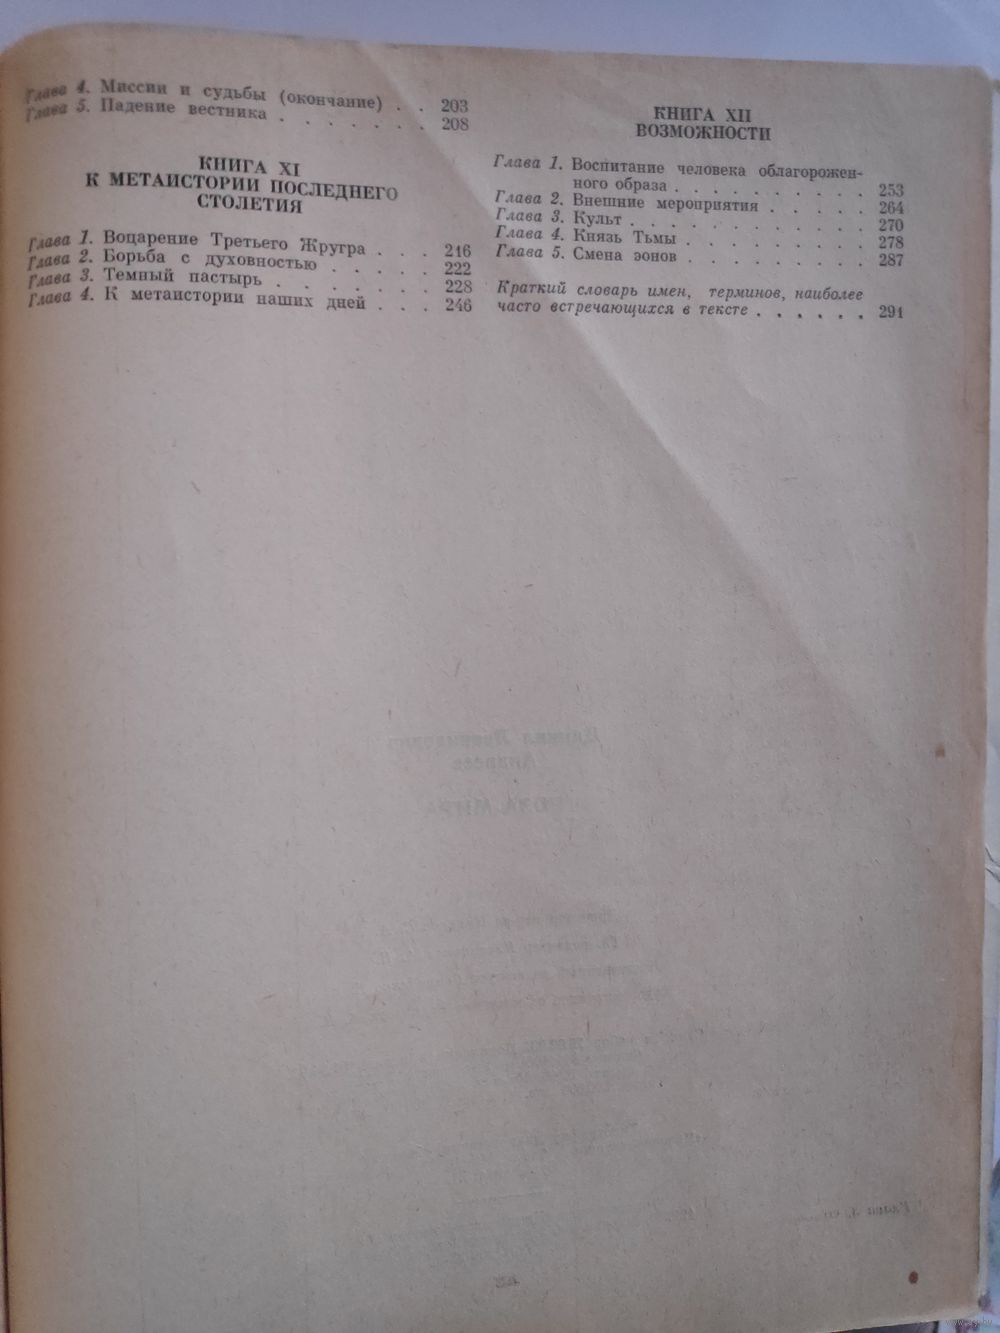 Глава 4. Миссии и судьбы (окончание) . . 203
Глава 5. Падение вестника . . . . . . . 208
КНИГА XI
К МЕТАИСТОРИИ ПОСЛЕДНЕГО
СТОЛЕТИЯ
Глава 1. Воцарение Третьего Жругра . . . 216
Глава 2. Борьба с духовностью . . . . . 222
Глава 3. Темный пастырь . . . . . . . 228
Глава 4. К метаистории наших дней . . . 246
КНИГА XII
ВОЗМОЖНОСТИ
Глава 1. Воспитание человека облагорожен-
ного образа . . . . . . . . . 253
Глава 2. Внешние мероприятия . . . . . 264
Глава 3. Культ . . . . . . . . . . . 270
Глава 4. Князь Тьмы . . . . . . . . . 278
Глава 5. Смена эонов . . . . . . . . . 287
Краткий словарь имен, терминов, наиболее
часто встречающихся в тексте . . . . . . 291